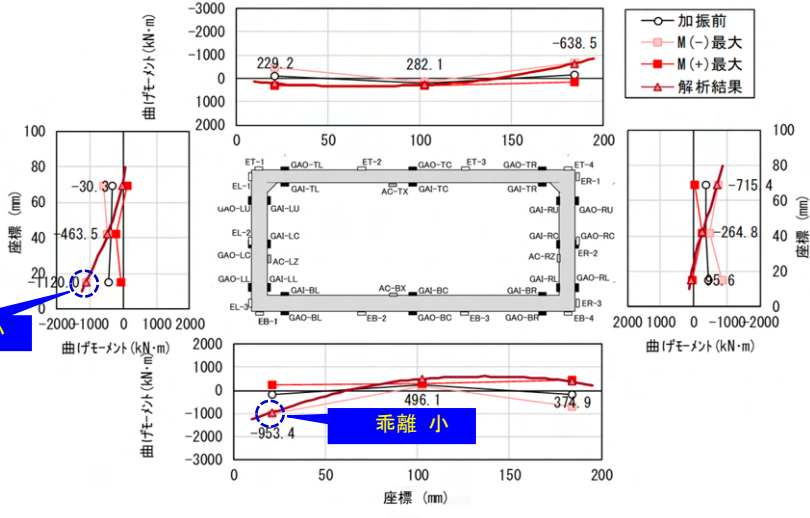 曲げモーメント(kN·m)
-3000
-2000
-1000
0
1000
2000
229.2
282.1
-638.5
0
50
100
150
200
加振前
M(-)最大
M(+)最大
解析結果
座標 (mm)
100
80
60
40
20
0
-30.3
-463.5
-1120.0
-2000
-1000
0
1000
2000
曲げモーメント(kN·m)
小
ET-1
GAO-TL
ET-2
GAO-TC
ET-3
GAO-TR
ET-4
EL-1
GAI-TL
AC-TX
GAI-TC
GAI-TR
ER-1
GAO-LU
GAI-LU
GAI-RU
GAO-RU
EL-2
GAI-LC
GAI-RC
GAO-RC
GAO-LC
AC-LZ
AC-RZ
ER-2
GAO-LL
GAI-LL
GAI-RL
GAO-RL
EL-3
GAI-BL
AC-BX
GAI-BC
GAI-BR
ER-3
EB-1
GAO-BL
EB-2
GAO-BC
EB-3
GAO-BR
EB-4
100
80
60
40
20
0
座標 (mm)
-264.8
2000
1000
0
-1000
-2000
曲げモーメント(kN·m)
曲げモーメント(kN·m)
2000
1000
0
-1000
-2000
-3000
-953.4
496.1
374.9
乖離 小
0
50
100
150
200
座標 (mm)